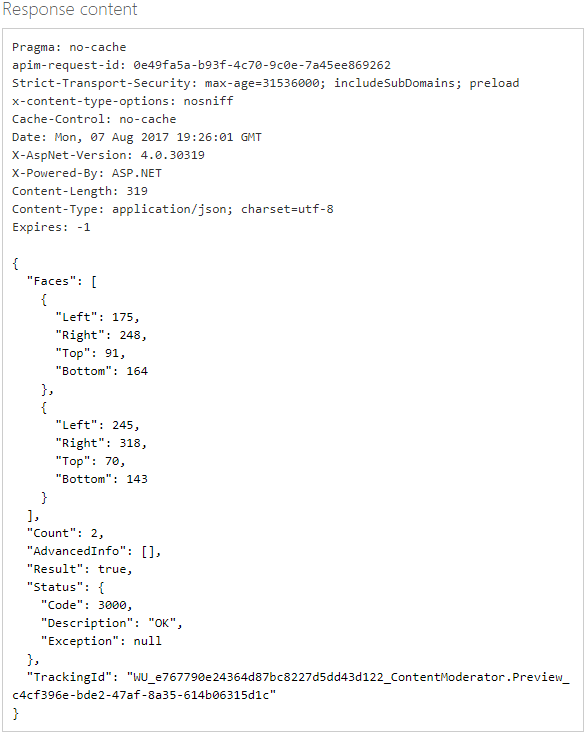 Response content
Pragma: no-cache
apim-request-id: 0e49fa5a-b93f-4c70-9c0e-7a45ee869262
Strict-Transport-Security: max-age=31536000; includeSubDomains; preload
x-content-type-options: nosniff
Cache-Control: no-cache
Date: Mon, 07 Aug 2017 19:26:01 GMT
X-AspNet-Version: 4.0.30319
X-Powered-By: ASP.NET
Content-Length: 319
Content-Type: application/json; charset=utf-8
Expires: -1
{
  "Faces": [
    {
      "Left": 175,
      "Right": 248,
      "Top": 91,
      "Bottom": 164
    },
    {
      "Left": 245,
      "Right": 318,
      "Top": 70,
      "Bottom": 143
    }
  ],
  "Count": 2,
  "AdvancedInfo": [],
  "Result": true,
  "Status": {
    "Code": 3000,
    "Description": "OK",
    "Exception": null
  },
  "TrackingId": "WU_e767790e24364d87bc8227d5dd43d122_ContentModerator.Preview_
c4cf396e-bde2-47af-8a35-614b06315d1c"
}